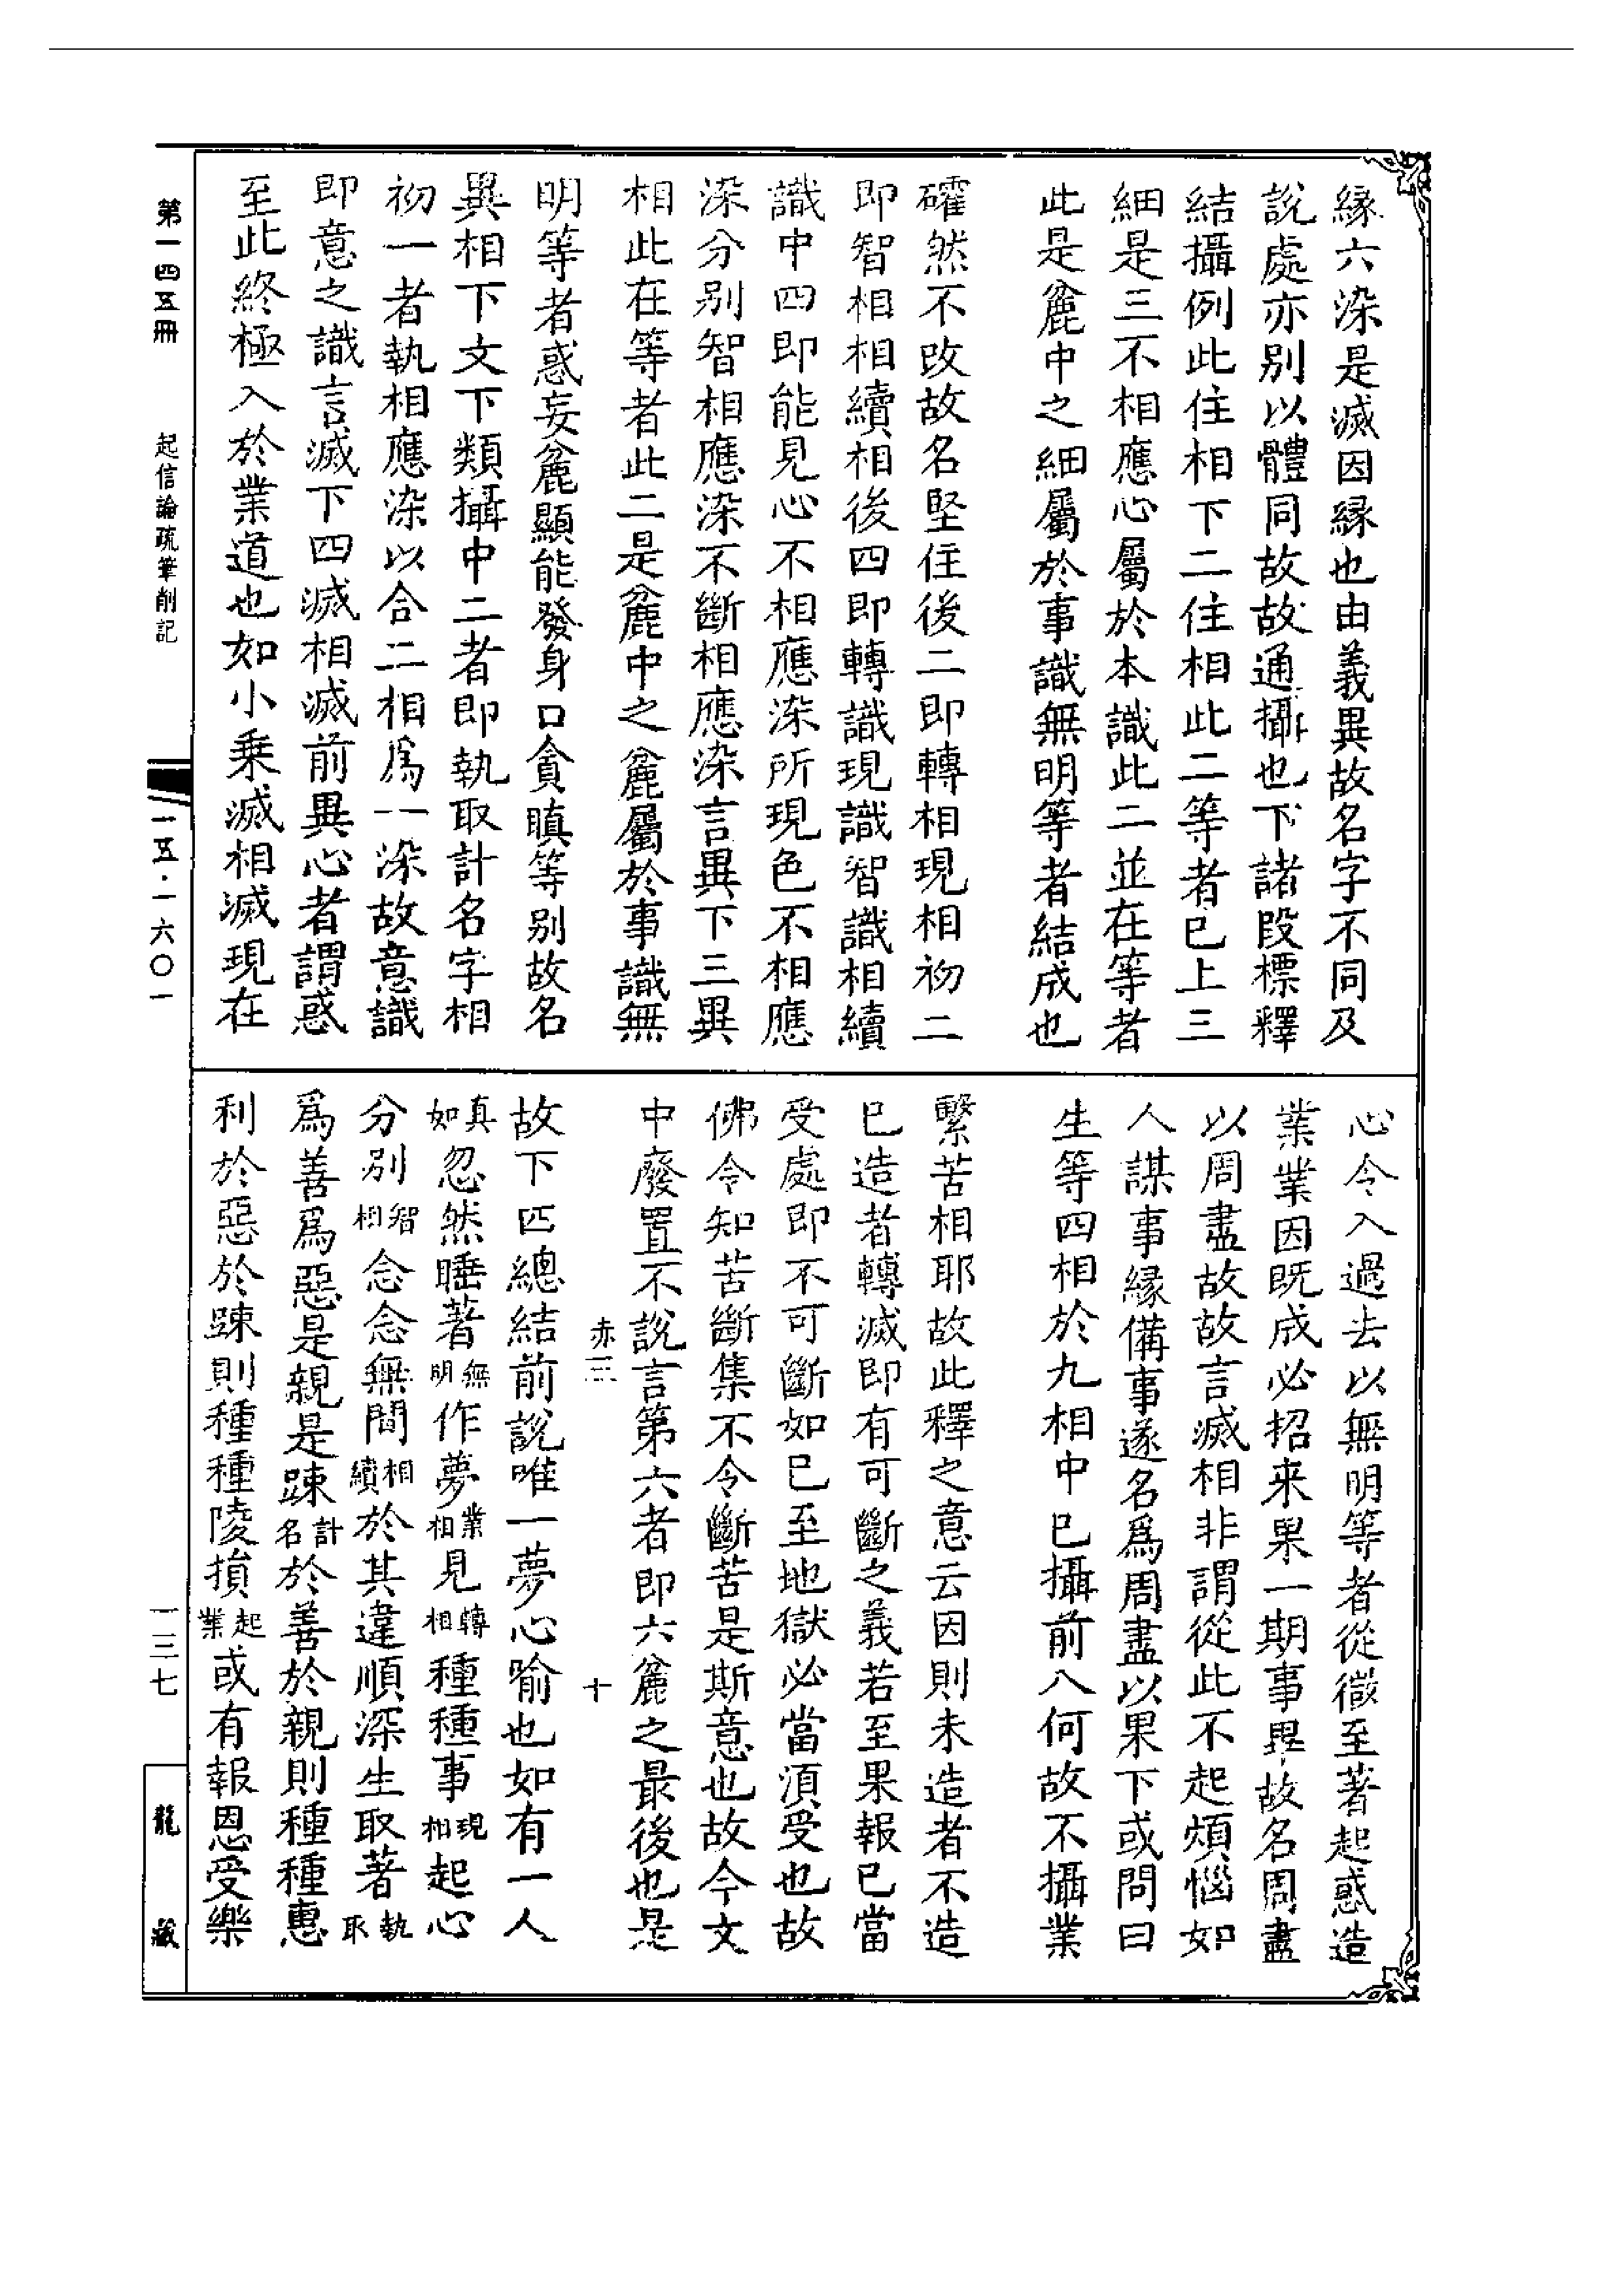 緣六染是滅因緣也由義異故名字不同及
說處亦別以體同故故通攝也下諸段標釋
結攝例此住相下二住相此二等者已上三
細是三不相應心屬於本識此二並在等者
此是麄中之細屬於事識無明等者結成也
確然不改故名堅住後二即轉相現相初二
即智相相續相後四即轉識現識智識相續
識中四即能見心不相應染所現色不相應
染分別智相應染不斷相應染言異下三異
相此在等者此二是麄中之麄屬於事識無
明等者惑妄麄顯能發身口貪瞋等別故名
異相下文下類攝中二者即執取計名字相
初一者執相應染以合二相爲一染故意識
即意之識言滅下四滅相滅前異心者謂惑
至此終極入於業道也如小乘滅相滅現在
心令入過去以無明等者從微至著起惑造
業業因既成必招来果一期事畢故名周盡
以周盡故故言滅相非謂從此不起煩惱如
人謀事緣備事遂名爲周盡以果下或問曰
生等四相於九相中已攝前八何故不攝業
繫苦相耶故此釋之意云因則未造者不造
已造者轉滅即有可斷之義若至果報已當
受處即不可斷如已至地獄必當須受也故
佛令知苦斷集不令斷苦是斯意也故今文
中廢置不說言第六者即六麄之最後也是
赤三 十
故下四總結前說唯一夢心喻也如有一人
真如忽然睡著無明作夢業相見轉相種種事現相起心
分別智相念念無間相續於其違順深生取著執取
爲善爲惡是親是踈計名於善於親則種種惠
利於惡於踈則種種陵損起業或有報恩受樂
第一四五冊
起信論疏筆削記
一五·一六〇一
一三七
龍藏